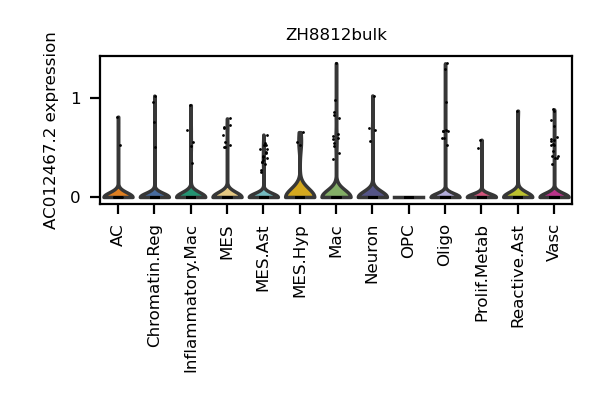 ZH8812bulk
AC012467.2 expression
1
0
AC
Chromatin.Reg
Inflammatory.Mac
MES
MES.Ast
MES.Hyp
Mac
Neuron
OPC
Oligo
Prolif.Metab
Reactive.Ast
Vasc